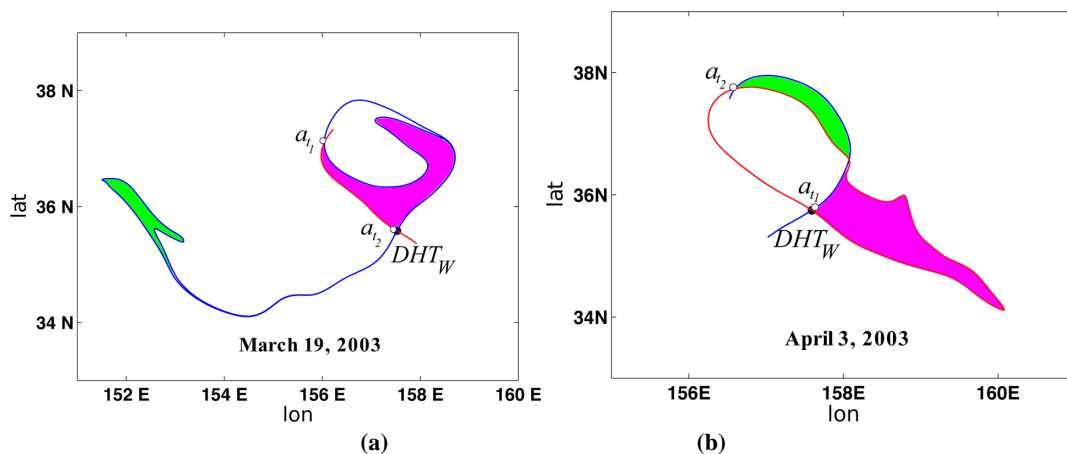 lat
38 N
36 N
34 N
a_{t_1}
a_{t_2}
DHT_W
March 19, 2003
152 E 154 E 156 E 158 E 160 E
lon
(a)
lat
38N
36N
34N
a_{t_2}
a_{t_1}
DHT_W
April 3, 2003
156E 158E 160E
lon
(b)